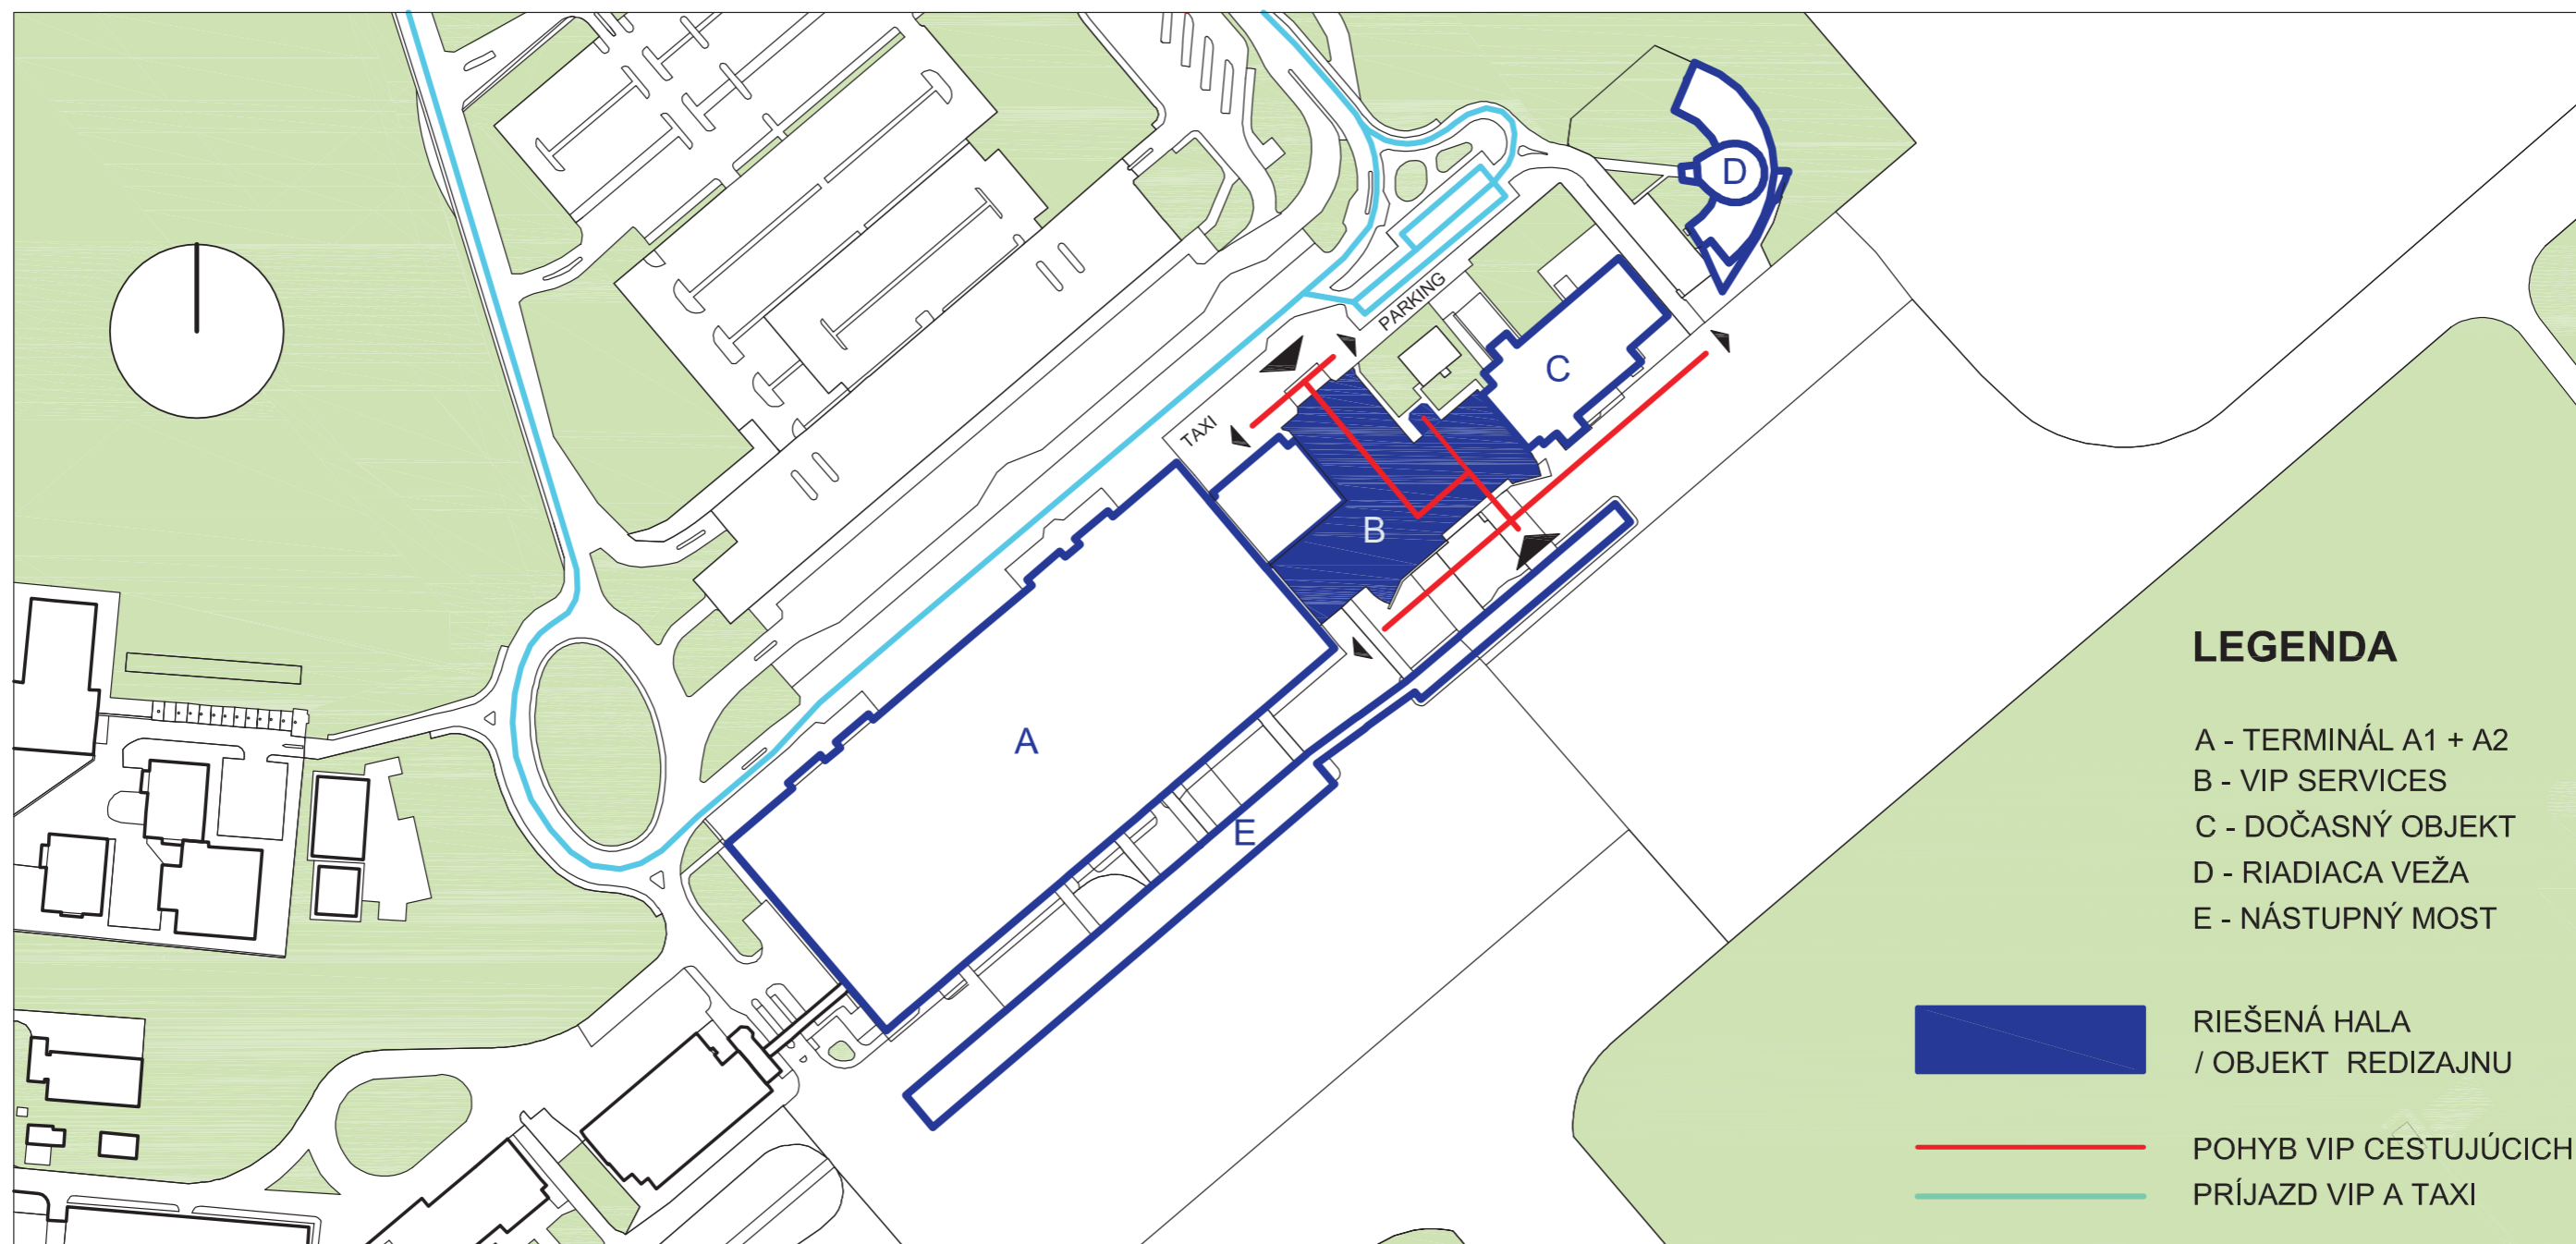 D
PARKING
C
TAXI
B
A
E
LEGENDA
A - TERMINÁL A1 + A2
B - VIP SERVICES
C - DOČASNÝ OBJEKT
D - RIADIACA VEŽA
E - NÁSTUPNÝ MOST
RIEŠENÁ HALA
/ OBJEKT REDIZAJNU
POHYB VIP CESTUJÚCICH
PRÍJAZD VIP A TAXI